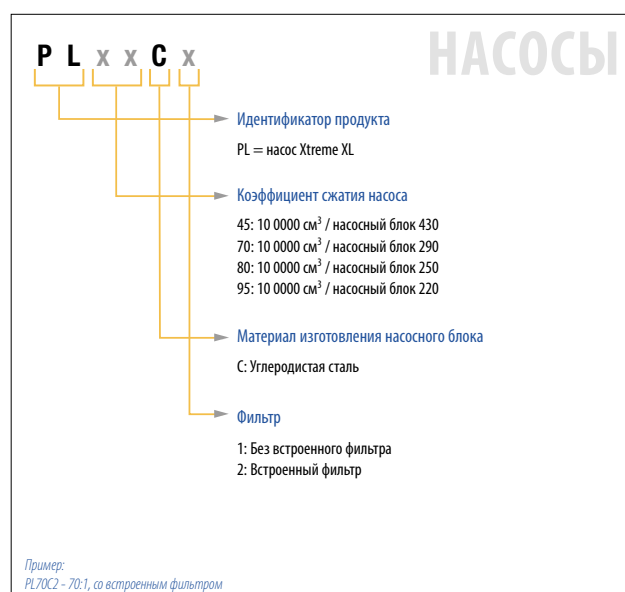 НАСОСЫ
P L x x C x
Идентификатор продукта
PL = насос Xtreme XL
Коэффициент сжатия насоса
45: 10 0000 см³ / насосный блок 430
70: 10 0000 см³ / насосный блок 290
80: 10 0000 см³ / насосный блок 250
95: 10 0000 см³ / насосный блок 220
Материал изготовления насосного блока
C: Углеродистая сталь
Фильтр
1: Без встроенного фильтра
2: Встроенный фильтр
Пример:
PL70C2 - 70:1, со встроенным фильтром